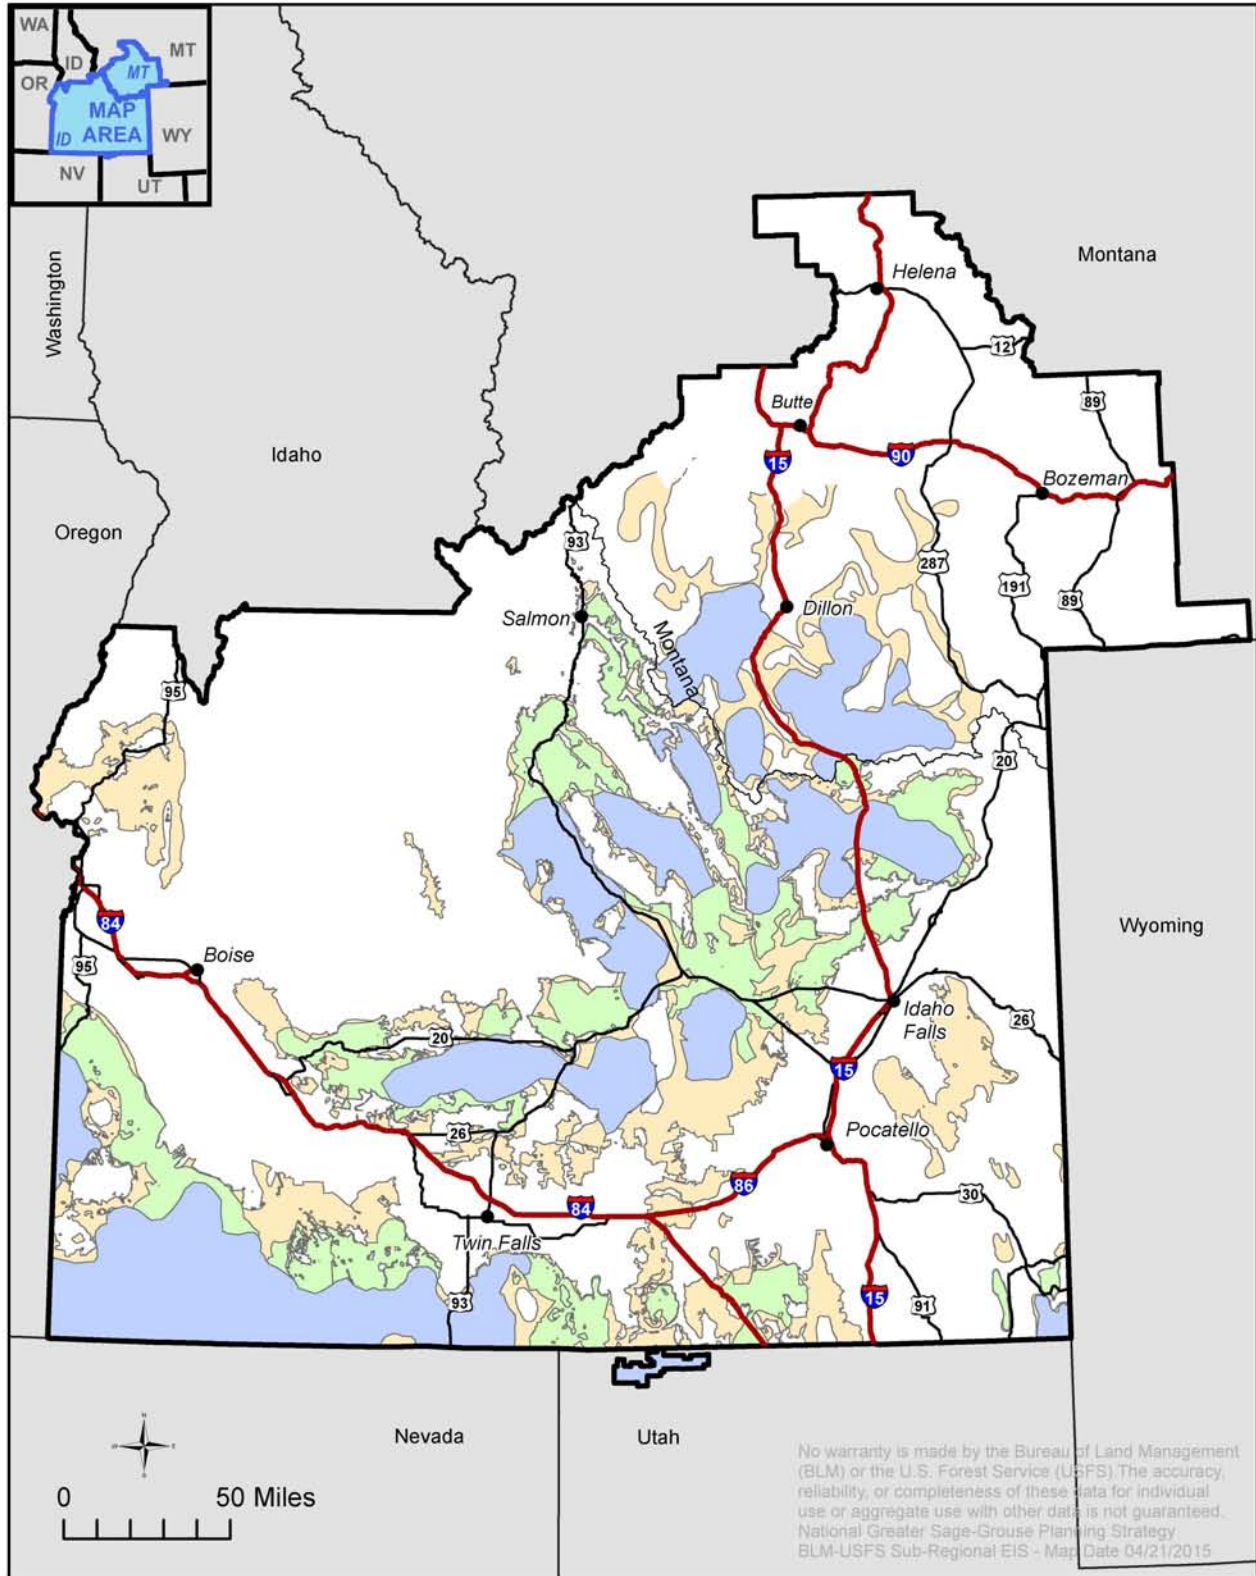 WA
ID
MT
MT
OR
MAP
AREA
ID
WY
NV
UT
Washington
Montana
Helena
12
Butte
89
Idaho
15
90
Bozeman
Oregon
93
287
191
89
Salmon
Dillon
Montana
95
20
84
Wyoming
Boise
95
Idaho
Falls
26
20
15
26
Pocatello
86
30
84
Twin Falls
93
15
91
N
W
E
S
Nevada
Utah
0 50 Miles
No warranty is made by the Bureau of Land Management
(BLM) or the U.S. Forest Service (USFS).The accuracy,
reliability, or completeness of these data for individual
use or aggregate use with other data is not guaranteed.
National Greater Sage-Grouse Planning Strategy
BLM-USFS Sub-Regional EIS - Map Date 04/21/2015